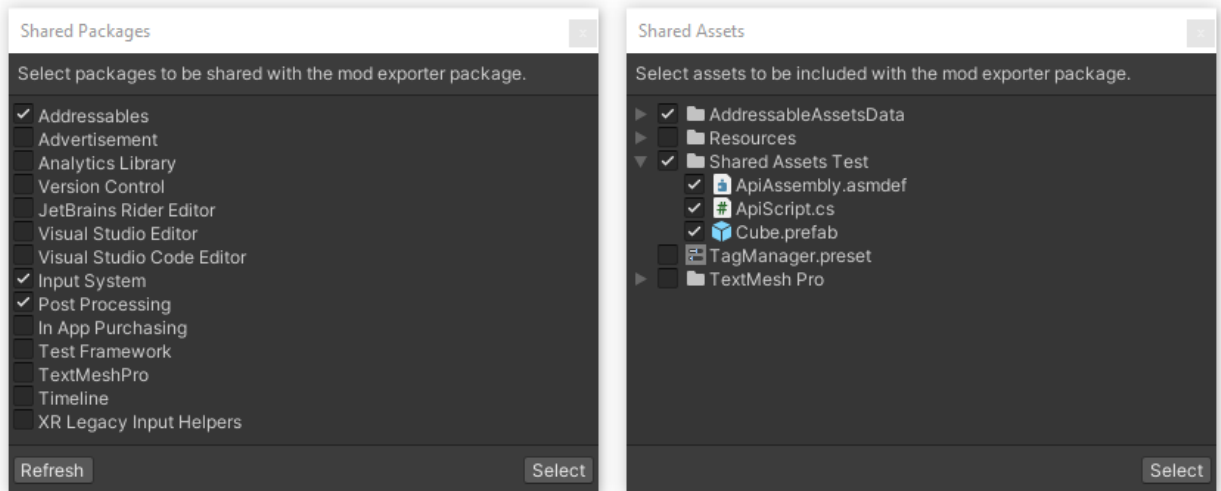 Shared Packages
Select packages to be shared with the mod exporter package.
Addressables
Advertisement
Analytics Library
Version Control
JetBrains Rider Editor
Visual Studio Editor
Visual Studio Code Editor
Input System
Post Processing
In App Purchasing
Test Framework
TextMeshPro
Timeline
XR Legacy Input Helpers
Refresh
Select
Shared Assets
Select assets to be included with the mod exporter package.
AddressableAssetsData
Resources
Shared Assets Test
ApiAssembly.asmdef
ApiScript.cs
Cube.prefab
TagManager.preset
TextMesh Pro
Select